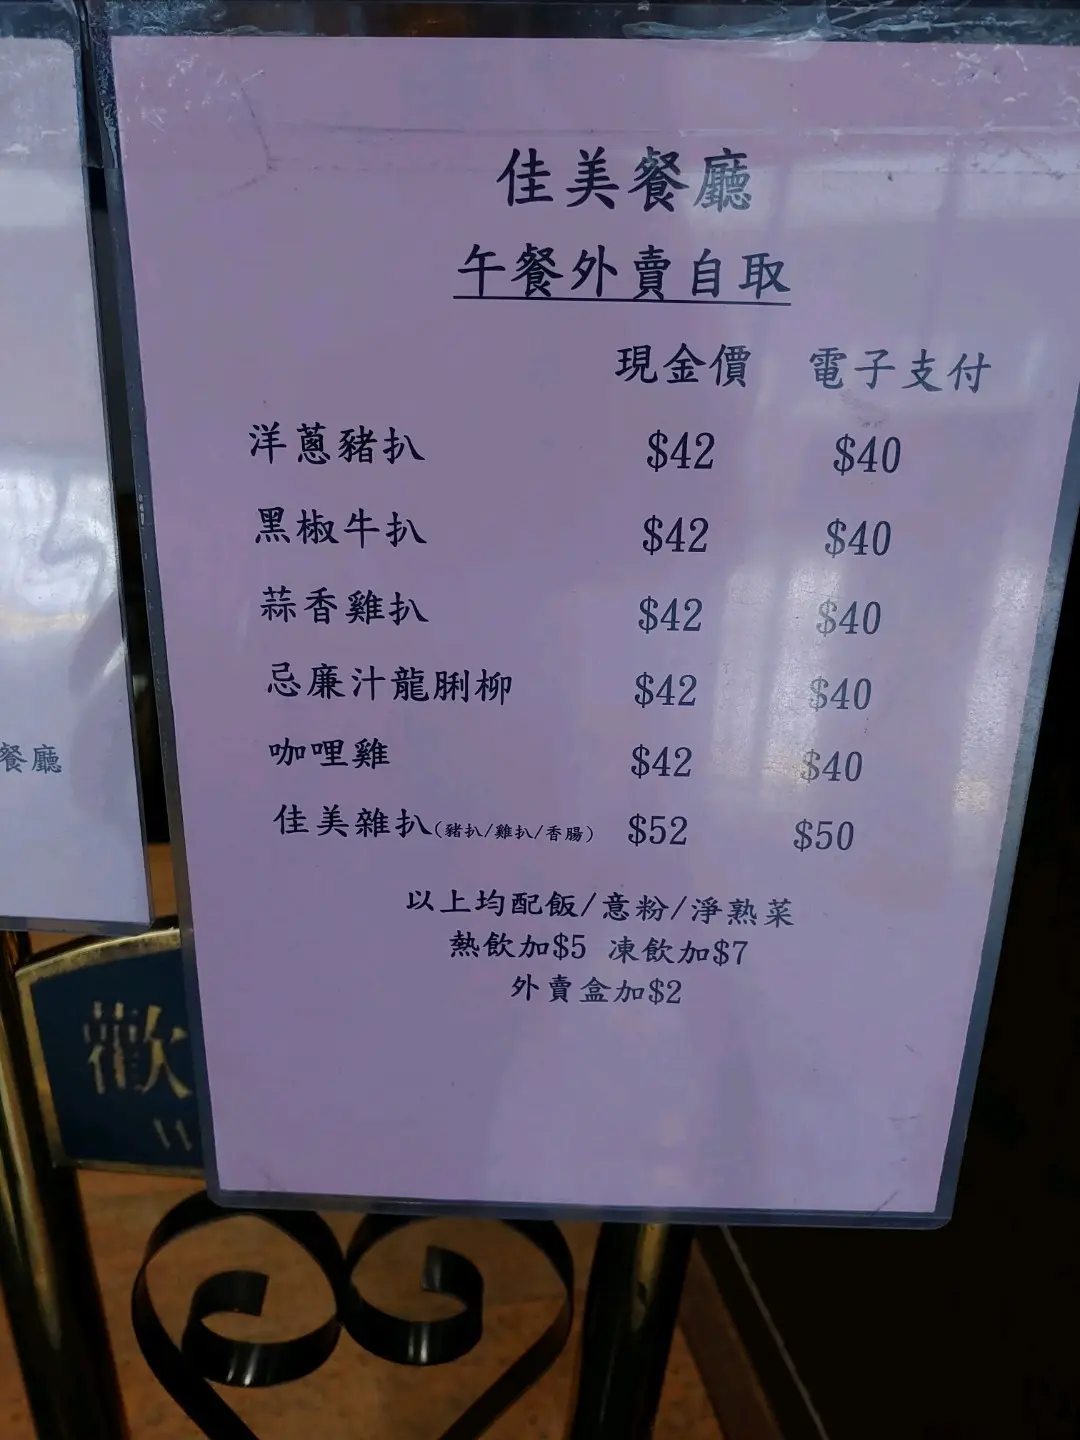 佳美餐廳
午餐外賣自取
現金價 電子支付
洋蔥豬扒 $42 $40
黑椒牛扒 $42 $40
蒜香雞扒 $42 $40
忌廉汁龍脷柳 $42 $40
咖哩雞 $42 $40
佳美雜扒(豬扒/雞扒/香腸) $52 $50
以上均配飯/意粉/淨熟菜
熱飲加$5 凍飲加$7
外賣盒加$2
餐廳
歡